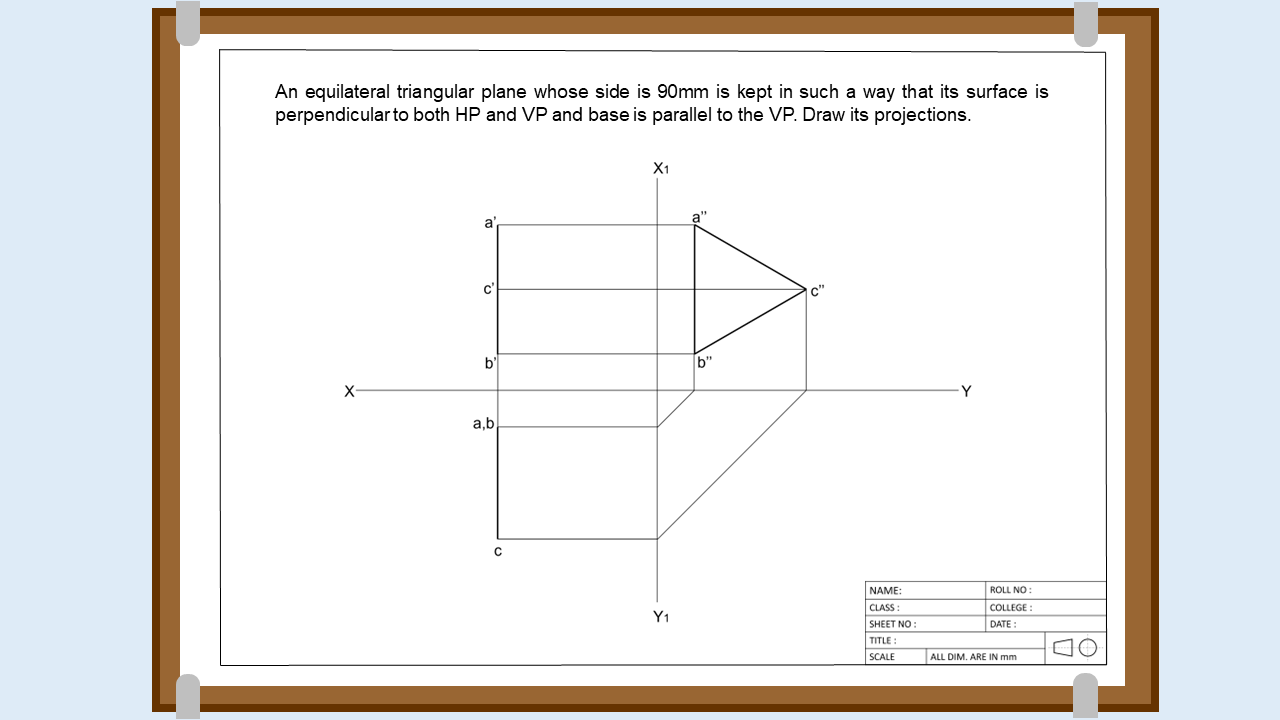 An equilateral triangular plane whose side is 90mm is kept in such a way that its surface is
perpendicular to both HP and VP and base is parallel to the VP. Draw its projections.
X1
a' a''
c' c''
b' b''
X Y
a,b
c
Y1
NAME: ROLL NO :
CLASS : COLLEGE :
SHEET NO : DATE :
TITLE :
SCALE ALL DIM. ARE IN mm